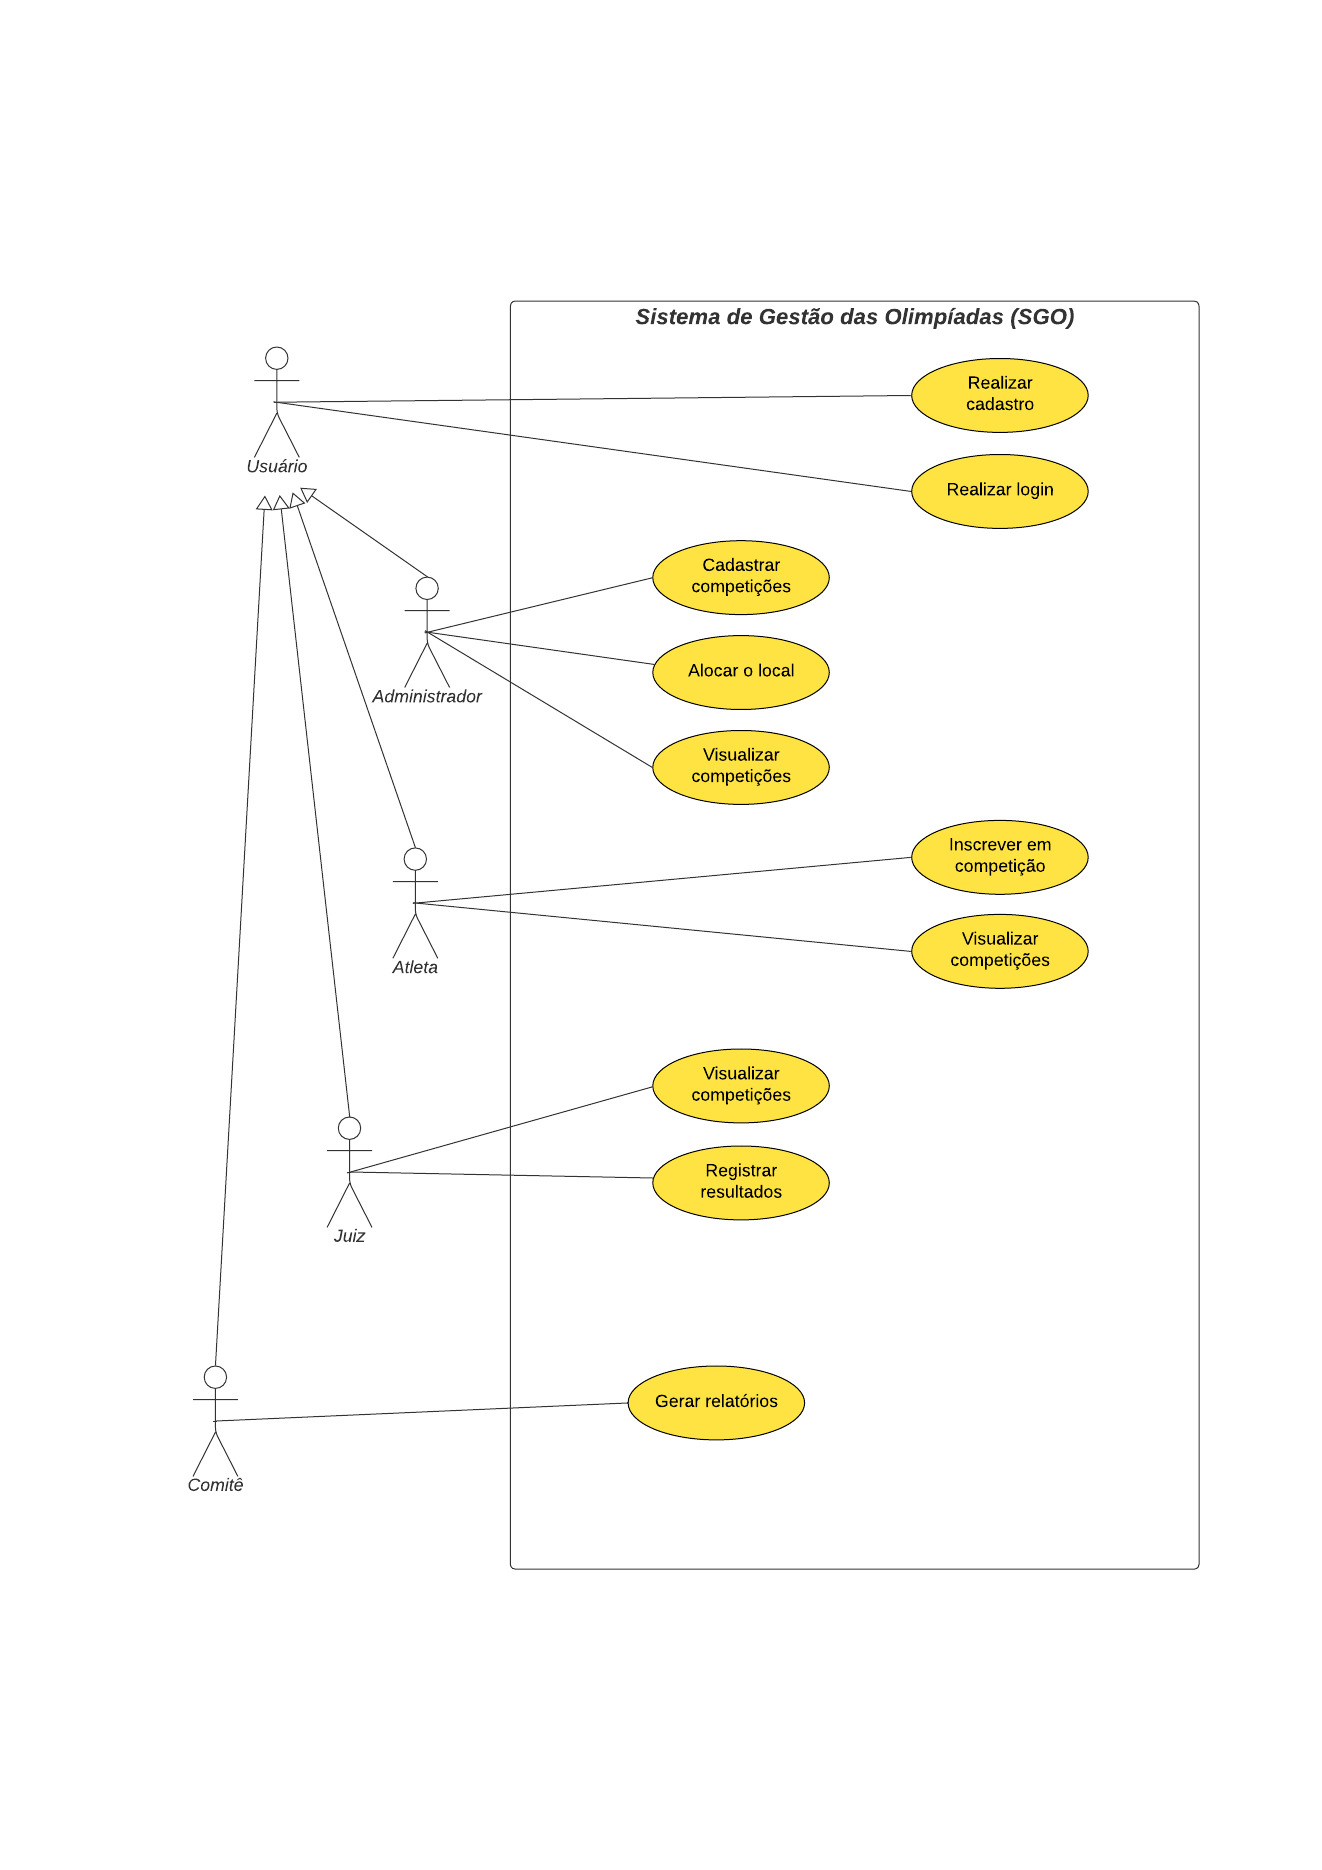 Sistema de Gestão das Olimpíadas (SGO)
Realizar
cadastro
Usuário
Realizar login
Cadastrar
competições
Alocar o local
Administrador
Visualizar
competições
Inscrever em
competição
Visualizar
competições
Atleta
Visualizar
competições
Registrar
resultados
Juiz
Gerar relatórios
Comitê